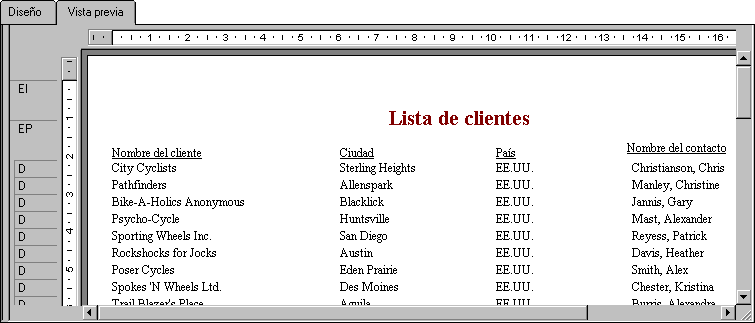 Diseño Vista previa
1 2 3 4 5 6 7 8 9 10 11 12 13 14 15 16
EI
1
Lista de clientes
EP
2
Nombre del cliente Ciudad País Nombre del contacto
D City Cyclists Sterling Heights EE.UU. Christianson, Chris
D Pathfinders Allenspark EE.UU. Manley, Christine
3
D Bike-A-Holics Anonymous Blacklick EE.UU. Jannis, Gary
D Psycho-Cycle Huntsville EE.UU. Mast, Alexander
4
D Sporting Wheels Inc. San Diego EE.UU. Reyess, Patrick
D Rockshocks for Jocks Austin EE.UU. Davis, Heather
5
D Poser Cycles Eden Prairie EE.UU. Smith, Alex
D Spokes 'N Wheels Ltd. Des Moines EE.UU. Chester, Kristina
D Trail Blazer's Place Aguila EE.UU. Burris, Alexandra